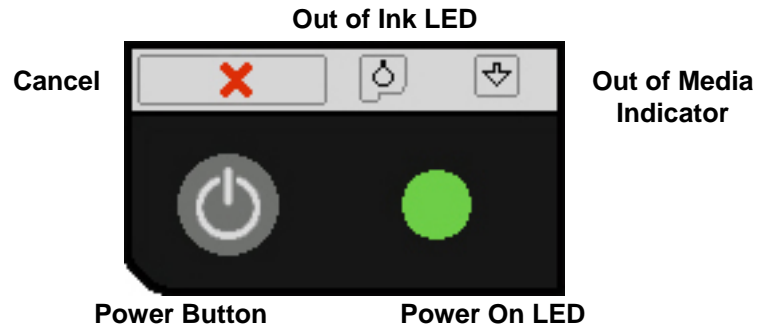 Out of Ink LED
Cancel
Out of Media
Indicator
Power Button
Power On LED